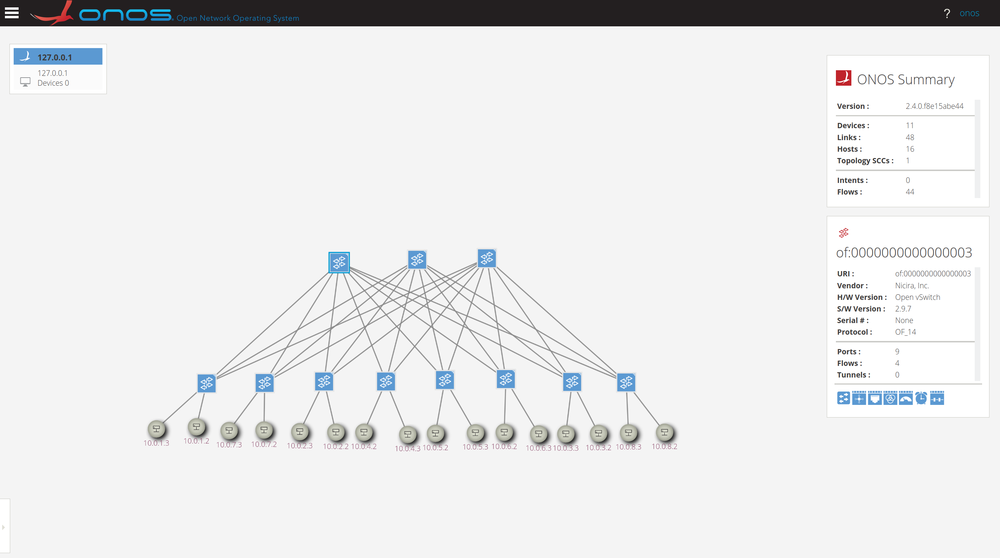 onos Open Network Operating System
? onos
127.0.0.1
127.0.0.1
Devices 0
ONOS Summary
Version : 2.4.0.f8e15abe44
Devices : 11
Links : 48
Hosts : 16
Topology SCCs : 1
Intents : 0
Flows : 44
of:0000000000000003
URI : of:0000000000000003
Vendor : Nicira, Inc.
H/W Version : Open vSwitch
S/W Version : 2.9.7
Serial # : None
Protocol : OF_14
Ports : 9
Flows : 4
Tunnels : 0
10.0.1.3 10.0.1.2 10.0.7.3 10.0.7.2 10.0.2.3 10.0.2.2 10.0.4.2 10.0.4.3 10.0.5.2 10.0.5.3 10.0.6.2 10.0.6.3 10.0.3.3 10.0.3.2 10.0.8.3 10.0.8.2